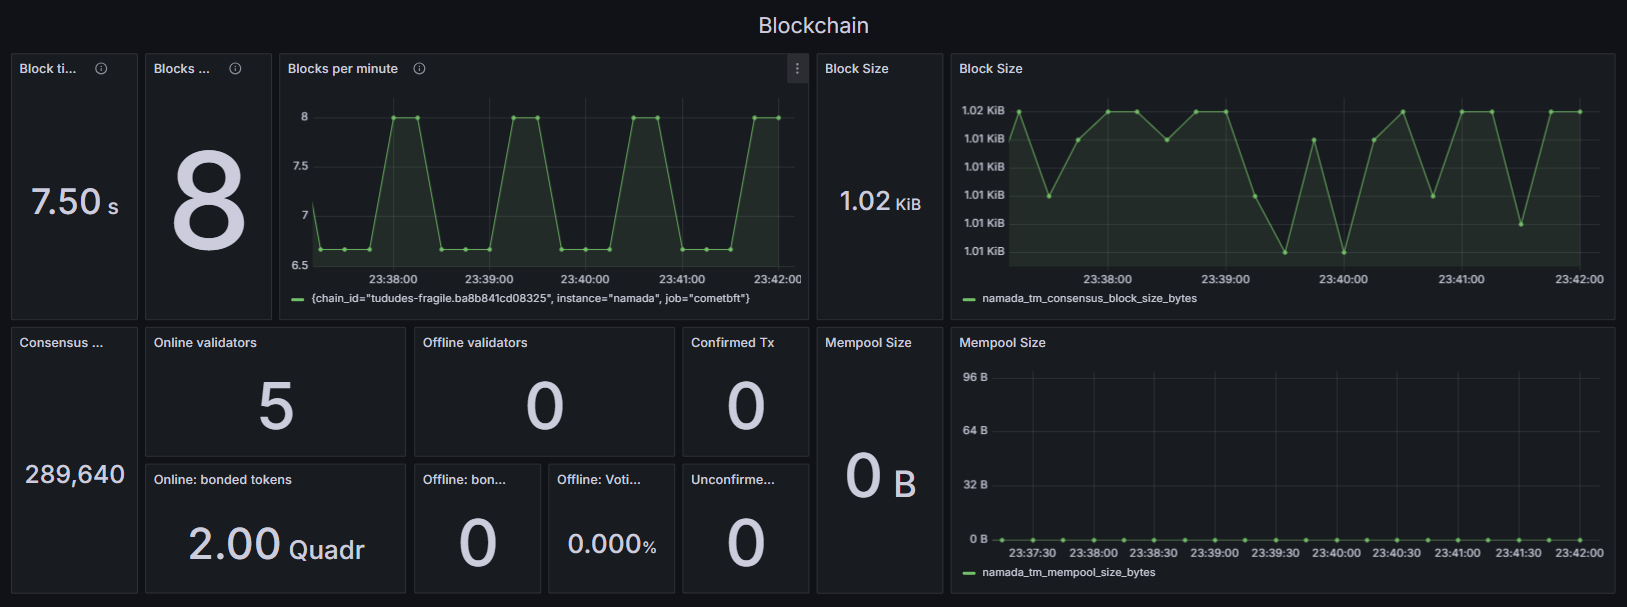 Blockchain
Block ti...
Blocks ...
Blocks per minute
Block Size
Block Size
7.50 s
8
8
7.5
7
6.5
23:38:00
23:39:00
23:40:00
23:41:00
23:42:00
{chain_id="tududes-fragile.ba8b841cd08325", instance="namada", job="cometbft"}
1.02 KiB
1.02 KiB
1.01 KiB
1.01 KiB
1.01 KiB
1.01 KiB
1.01 KiB
23:38:00
23:39:00
23:40:00
23:41:00
23:42:00
namada_tm_consensus_block_size_bytes
Consensus ...
289,640
Online validators
5
Offline validators
0
Confirmed Tx
0
Online: bonded tokens
2.00 Quadr
Offline: bon...
0
Offline: Voti...
0.000%
Unconfirme...
0
Mempool Size
0 B
Mempool Size
96 B
64 B
32 B
0 B
23:37:30
23:38:00
23:38:30
23:39:00
23:39:30
23:40:00
23:40:30
23:41:00
23:41:30
23:42:00
namada_tm_mempool_size_bytes